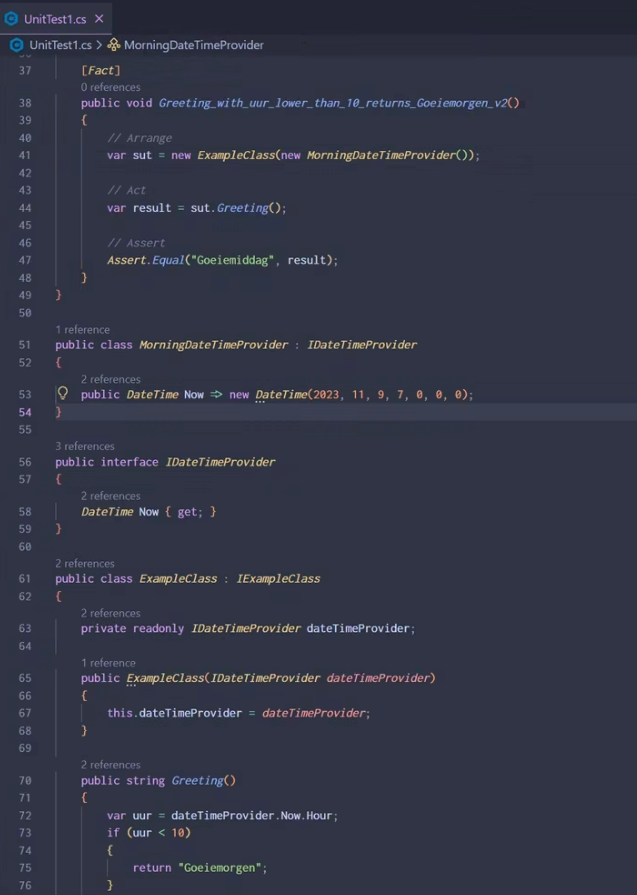 UnitTest1.cs ×
UnitTest1.cs > MorningDateTimeProvider
37 [Fact]
0 references
38 public void Greeting_with_uur_lower_than_10_returns_Goeiemorgen_v2()
39 {
40 // Arrange
41 var sut = new ExampleClass(new MorningDateTimeProvider());
42
43 // Act
44 var result = sut.Greeting();
45
46 // Assert
47 Assert.Equal("Goeiemiddag", result);
48 }
49 }
50
1 reference
51 public class MorningDateTimeProvider : IDateTimeProvider
52 {
2 references
53 public DateTime Now => new DateTime(2023, 11, 9, 7, 0, 0, 0);
54 }
55
3 references
56 public interface IDateTimeProvider
57 {
2 references
58 DateTime Now { get; }
59 }
60
2 references
61 public class ExampleClass : IExampleClass
62 {
2 references
63 private readonly IDateTimeProvider dateTimeProvider;
64
1 reference
65 public ExampleClass(IDateTimeProvider dateTimeProvider)
66 {
67 this.dateTimeProvider = dateTimeProvider;
68 }
69
2 references
70 public string Greeting()
71 {
72 var uur = dateTimeProvider.Now.Hour;
73 if (uur < 10)
74 {
75 return "Goeiemorgen";
76 }